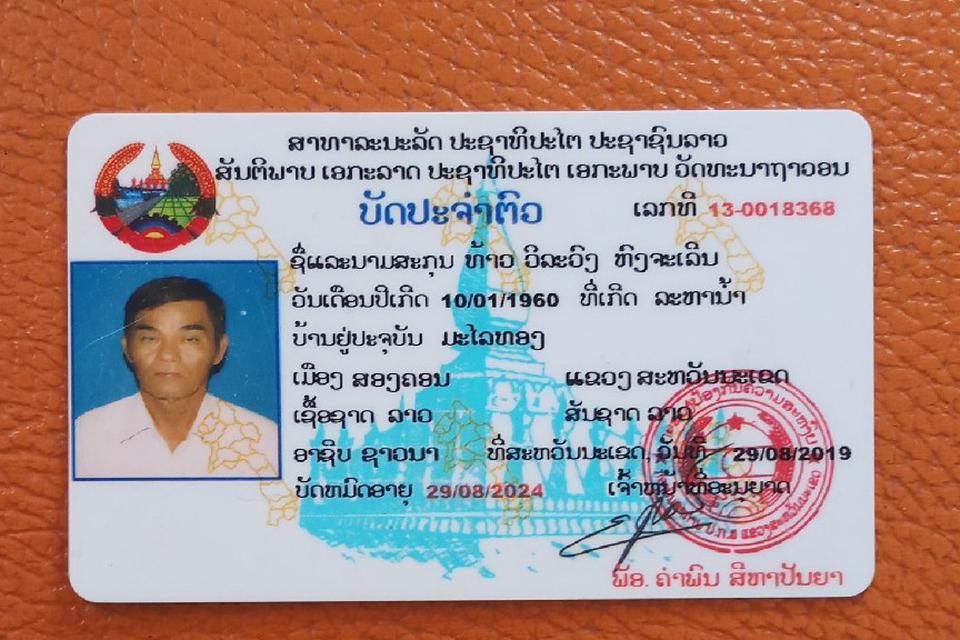 ສາທາລະນະລັດ ປະຊາທິປະໄຕ ປະຊາຊົນລາວ
ສັນຕິພາບ ເອກະລາດ ປະຊາທິປະໄຕ ເອກະພາບ ວັດທະນາຖາວອນ
ບັດປະຈຳຕົວ ເລກທີ 13-0018368
ຊື່ແລະນາມສະກຸນ ທ້າວ ວິລະວົງ ຫົງຈະເລີນ
ວັນເດືອນປີເກີດ 10/01/1960 ທີ່ເກີດ ລະຫານ້ຳ
ບ້ານຢູ່ປະຈຸບັນ ມະໄລທອງ
ເມືອງ ສອງຄອນ ແຂວງ ສະຫວັນນະເຂດ
ເຊື້ອຊາດ ລາວ ສັນຊາດ ລາວ
ອາຊີບ ຊາວນາ ທີ່ສະຫວັນນະເຂດ, ວັນທີ 29/08/2019
ບັດຫມົດອາຍຸ 29/08/2024 ເຈົ້າຫນ້າທີ່ອະນຸຍາດ
ພັອ. ຄຳພົນ ສີຫາປັນຍາ